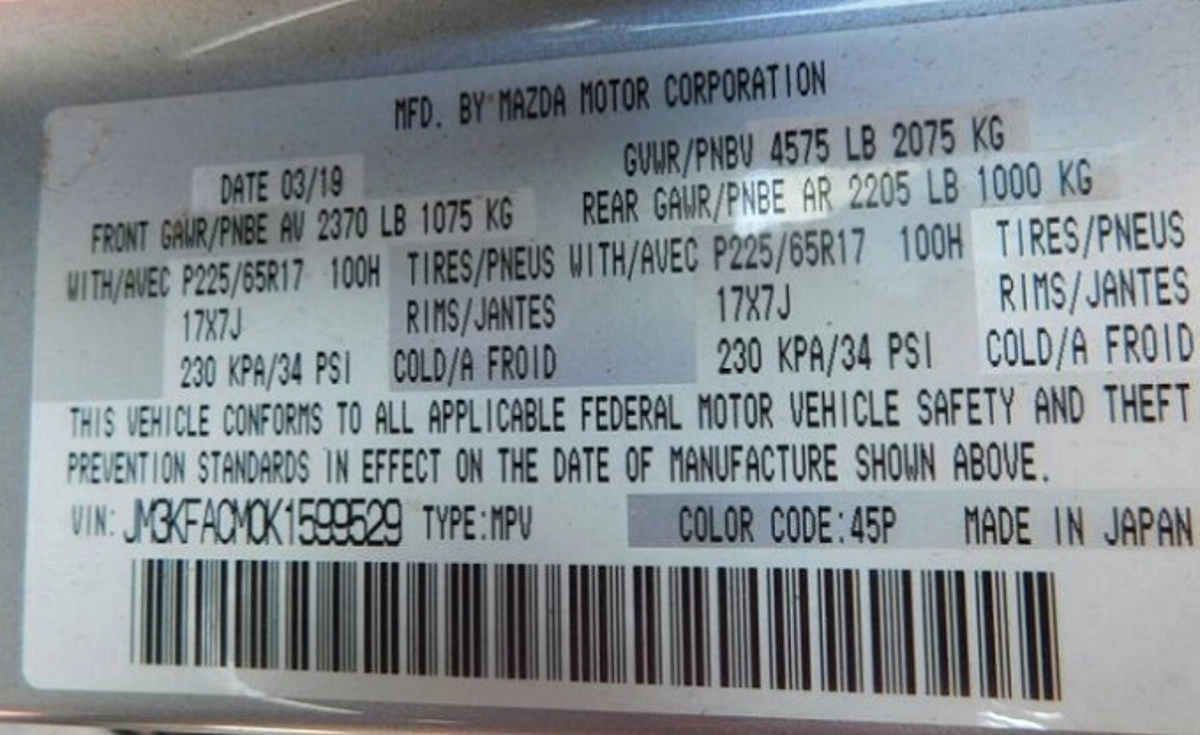 MFD. BY MAZDA MOTOR CORPORATION
DATE 03/19 GVWR/PNBV 4575 LB 2075 KG
FRONT GAWR/PNBE AV 2370 LB 1075 KG REAR GAWR/PNBE AR 2205 LB 1000 KG
WITH/AVEC P225/65R17 100H TIRES/PNEUS WITH/AVEC P225/65R17 100H TIRES/PNEUS
17X7J RIMS/JANTES 17X7J RIMS/JANTES
230 KPA/34 PSI COLD/A FROID 230 KPA/34 PSI COLD/A FROID
THIS VEHICLE CONFORMS TO ALL APPLICABLE FEDERAL MOTOR VEHICLE SAFETY AND THEFT
PREVENTION STANDARDS IN EFFECT ON THE DATE OF MANUFACTURE SHOWN ABOVE.
VIN: JM3KFACM0K1599529 TYPE:MPV COLOR CODE:45P MADE IN JAPAN